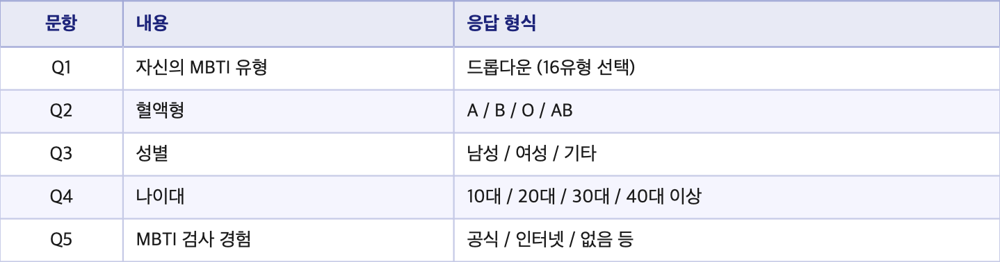 문항 내용 응답 형식
Q1 자신의 MBTI 유형 드롭다운 (16유형 선택)
Q2 혈액형 A / B / O / AB
Q3 성별 남성 / 여성 / 기타
Q4 나이대 10대 / 20대 / 30대 / 40대 이상
Q5 MBTI 검사 경험 공식 / 인터넷 / 없음 등